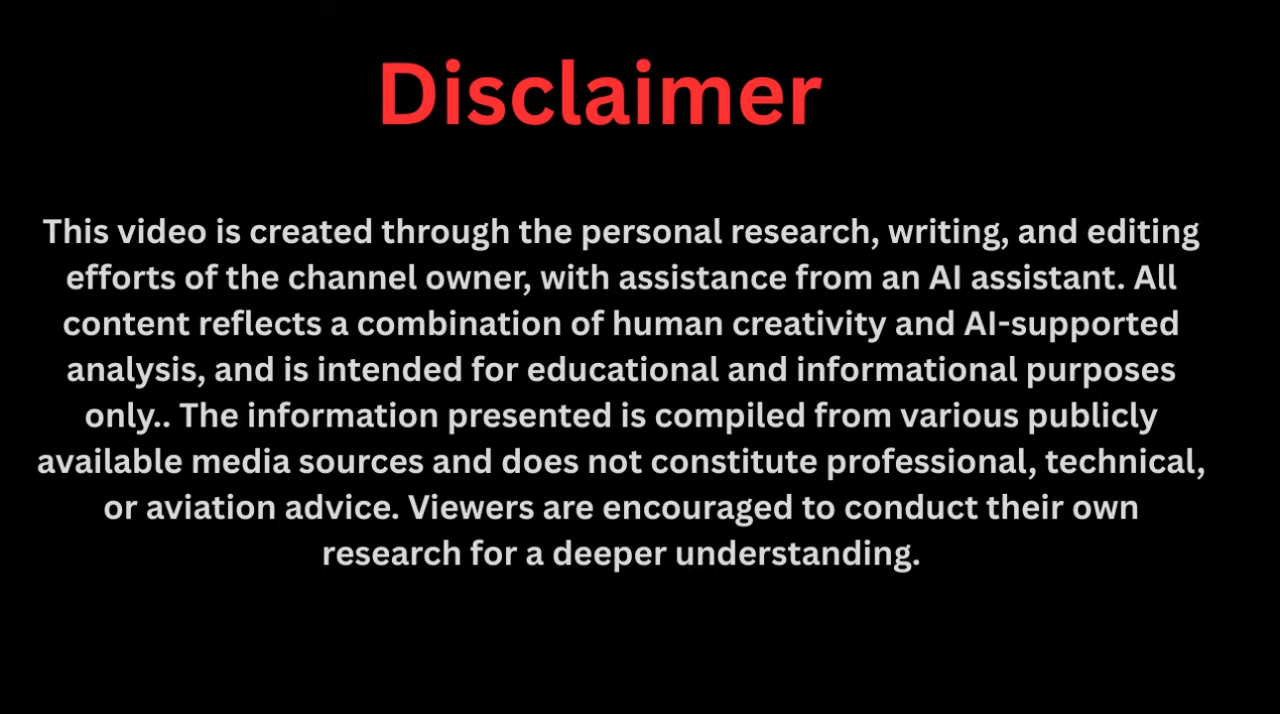 Disclaimer
This video is created through the personal research, writing, and editing
efforts of the channel owner, with assistance from an AI assistant. All
content reflects a combination of human creativity and AI-supported
analysis, and is intended for educational and informational purposes
only.. The information presented is compiled from various publicly
available media sources and does not constitute professional, technical,
or aviation advice. Viewers are encouraged to conduct their own
research for a deeper understanding.